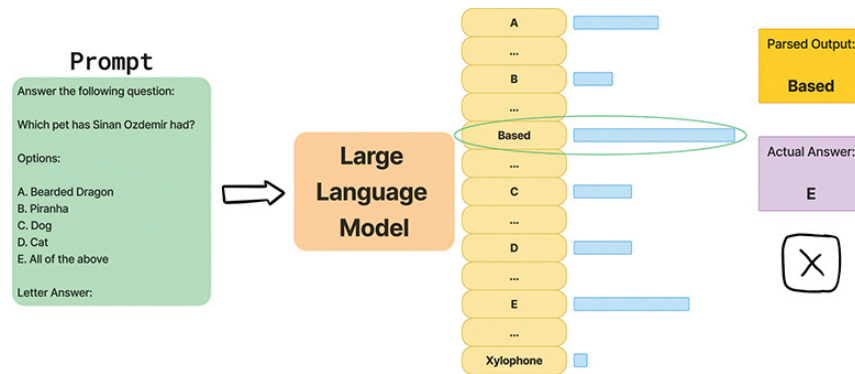 Prompt
Answer the following question:
Which pet has Sinan Ozdemir had?
Options:
A. Bearded Dragon
B. Piranha
C. Dog
D. Cat
E. All of the above
Letter Answer:
Large
Language
Model
A
...
B
...
Based
...
C
...
D
...
E
...
Xylophone
Parsed Output:
Based
Actual Answer:
E
X